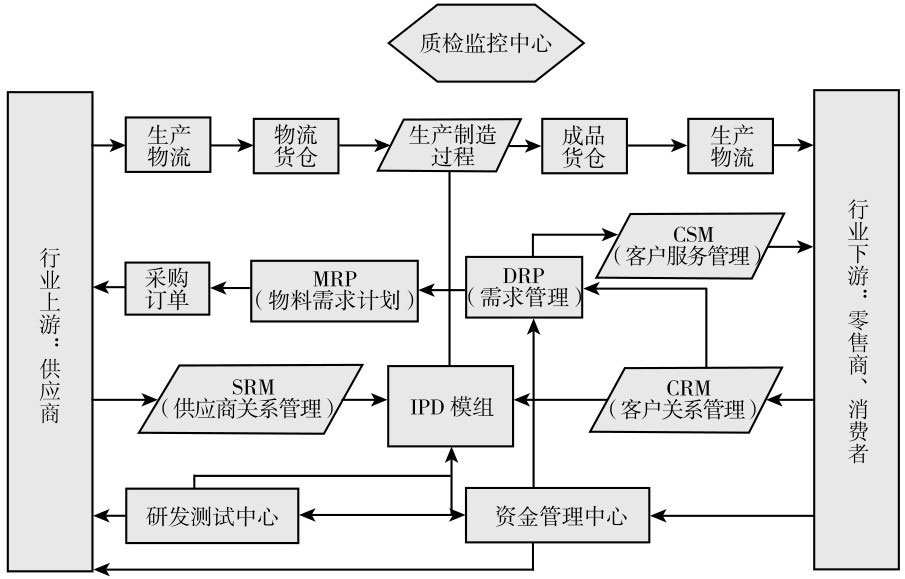 质检监控中心
行业上游：供应商
生产
物流
物流
货仓
生产制造
过程
成品
货仓
生产
物流
行业下游：零售商、消费者
CSM
（客户服务管理）
采购
订单
MRP
（物料需求计划）
DRP
（需求管理）
SRM
（供应商关系管理）
IPD 模组
CRM
（客户关系管理）
研发测试中心
资金管理中心